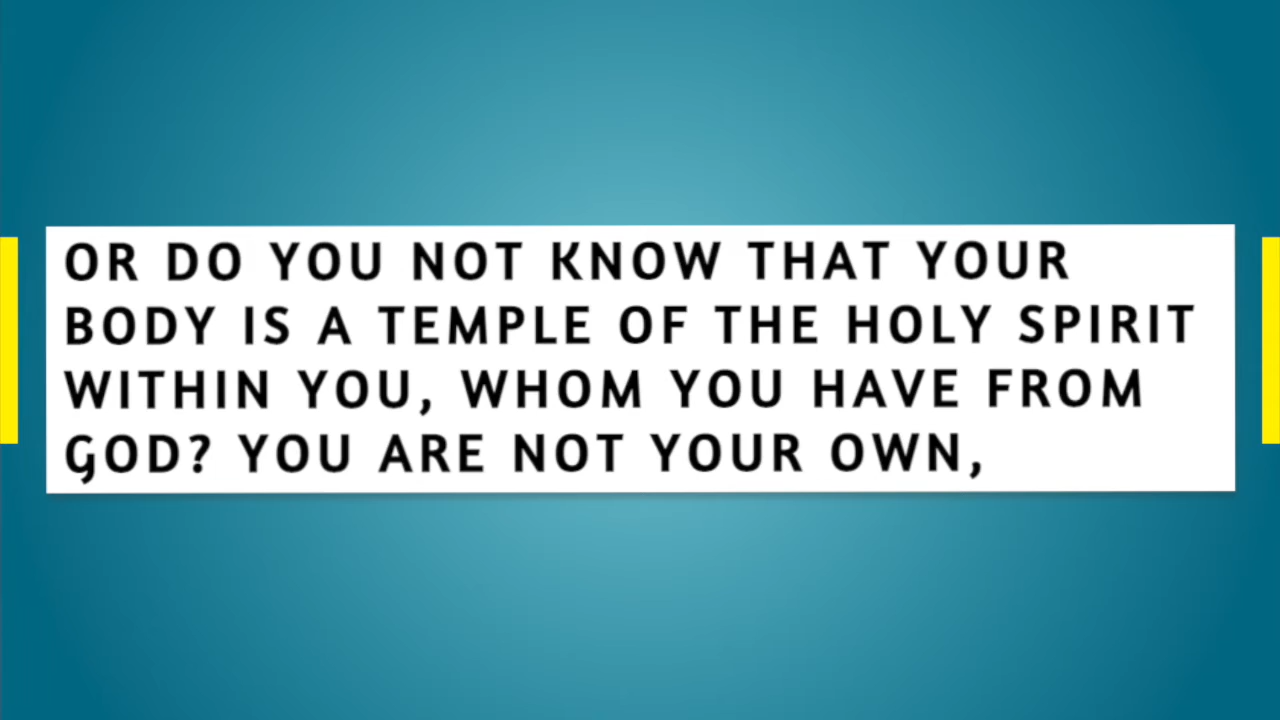 OR DO YOU NOT KNOW THAT YOUR
BODY IS A TEMPLE OF THE HOLY SPIRIT
WITHIN YOU, WHOM YOU HAVE FROM
GOD? YOU ARE NOT YOUR OWN,